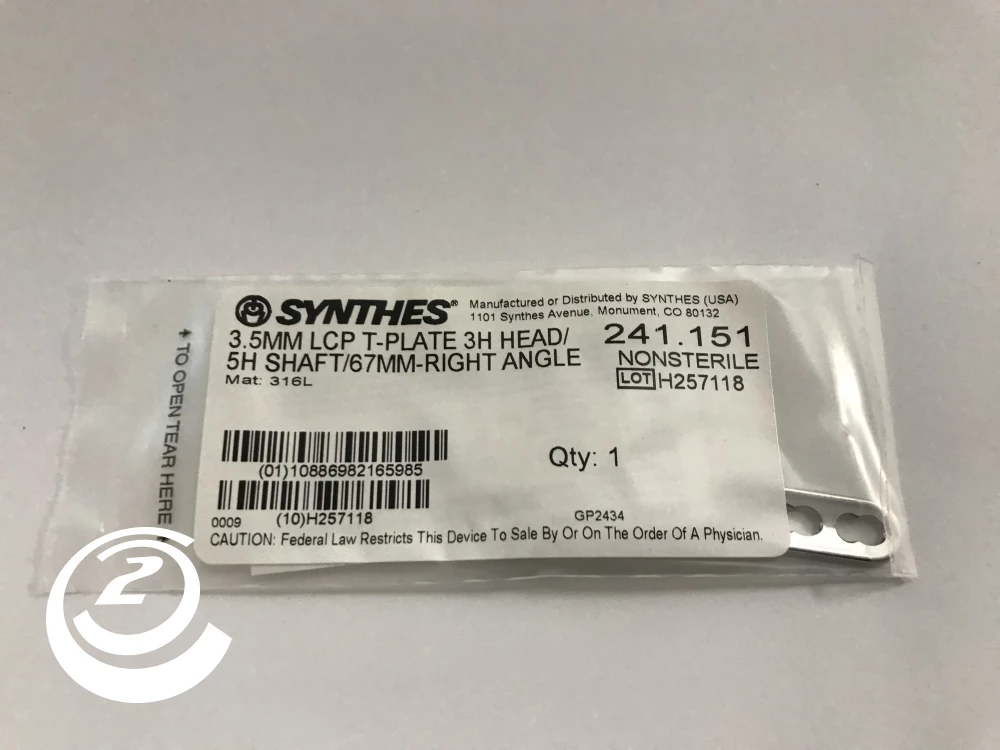 SYNTHES®
Manufactured or Distributed by SYNTHES (USA)
1101 Synthes Avenue, Monument, CO 80132
3.5MM LCP T-PLATE 3H HEAD/
5H SHAFT/67MM-RIGHT ANGLE
Mat: 316L
241.151
NONSTERILE
LOT H257118
(01)10886982165985
Qty: 1
0009
(10)H257118
GP2434
CAUTION: Federal Law Restricts This Device To Sale By Or On The Order Of A Physician.
TO OPEN TEAR HERE
2